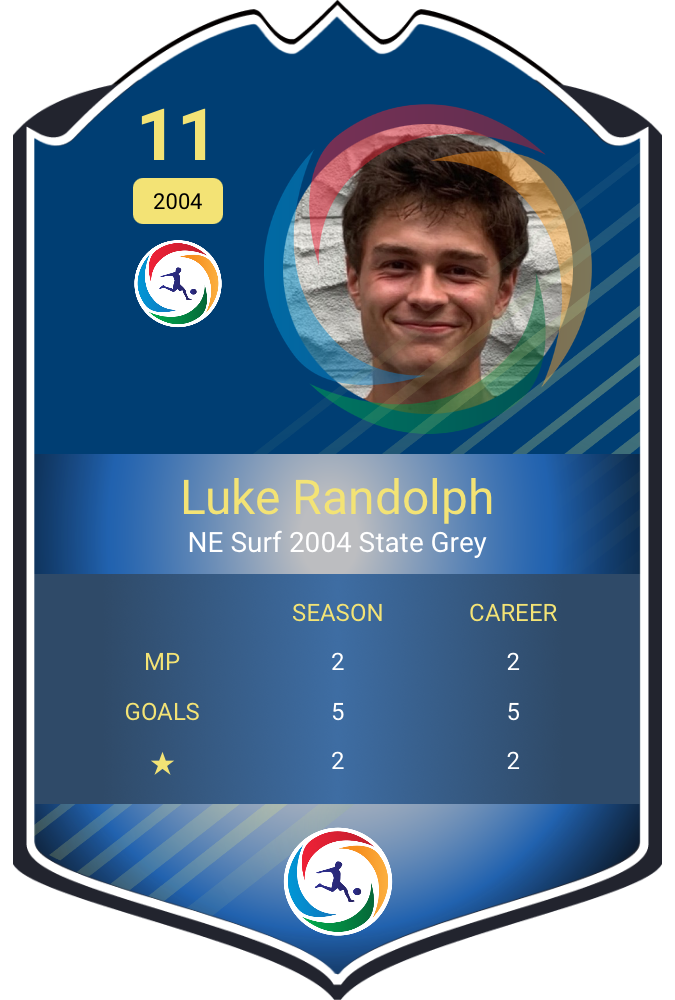 11
2004
Luke Randolph
NE Surf 2004 State Grey
SEASON CAREER
MP 2 2
GOALS 5 5
★ 2 2